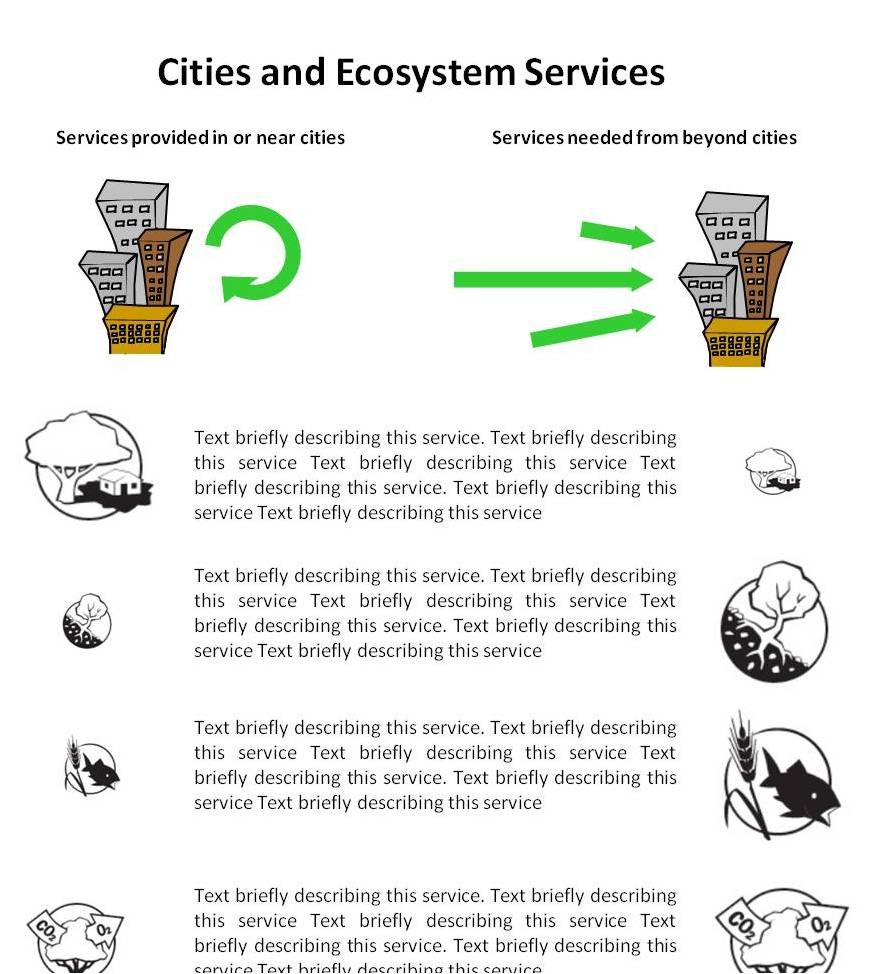 Cities and Ecosystem Services
Services provided in or near cities
Services needed from beyond cities
Text briefly describing this service. Text briefly describing
this service Text briefly describing this service Text
briefly describing this service. Text briefly describing this
service Text briefly describing this service
Text briefly describing this service. Text briefly describing
this service Text briefly describing this service Text
briefly describing this service. Text briefly describing this
service Text briefly describing this service
Text briefly describing this service. Text briefly describing
this service Text briefly describing this service Text
briefly describing this service. Text briefly describing this
service Text briefly describing this service
CO2
O2
Text briefly describing this service. Text briefly describing
this service Text briefly describing this service Text
briefly describing this service. Text briefly describing this
service Text briefly describing this service
CO2
O2